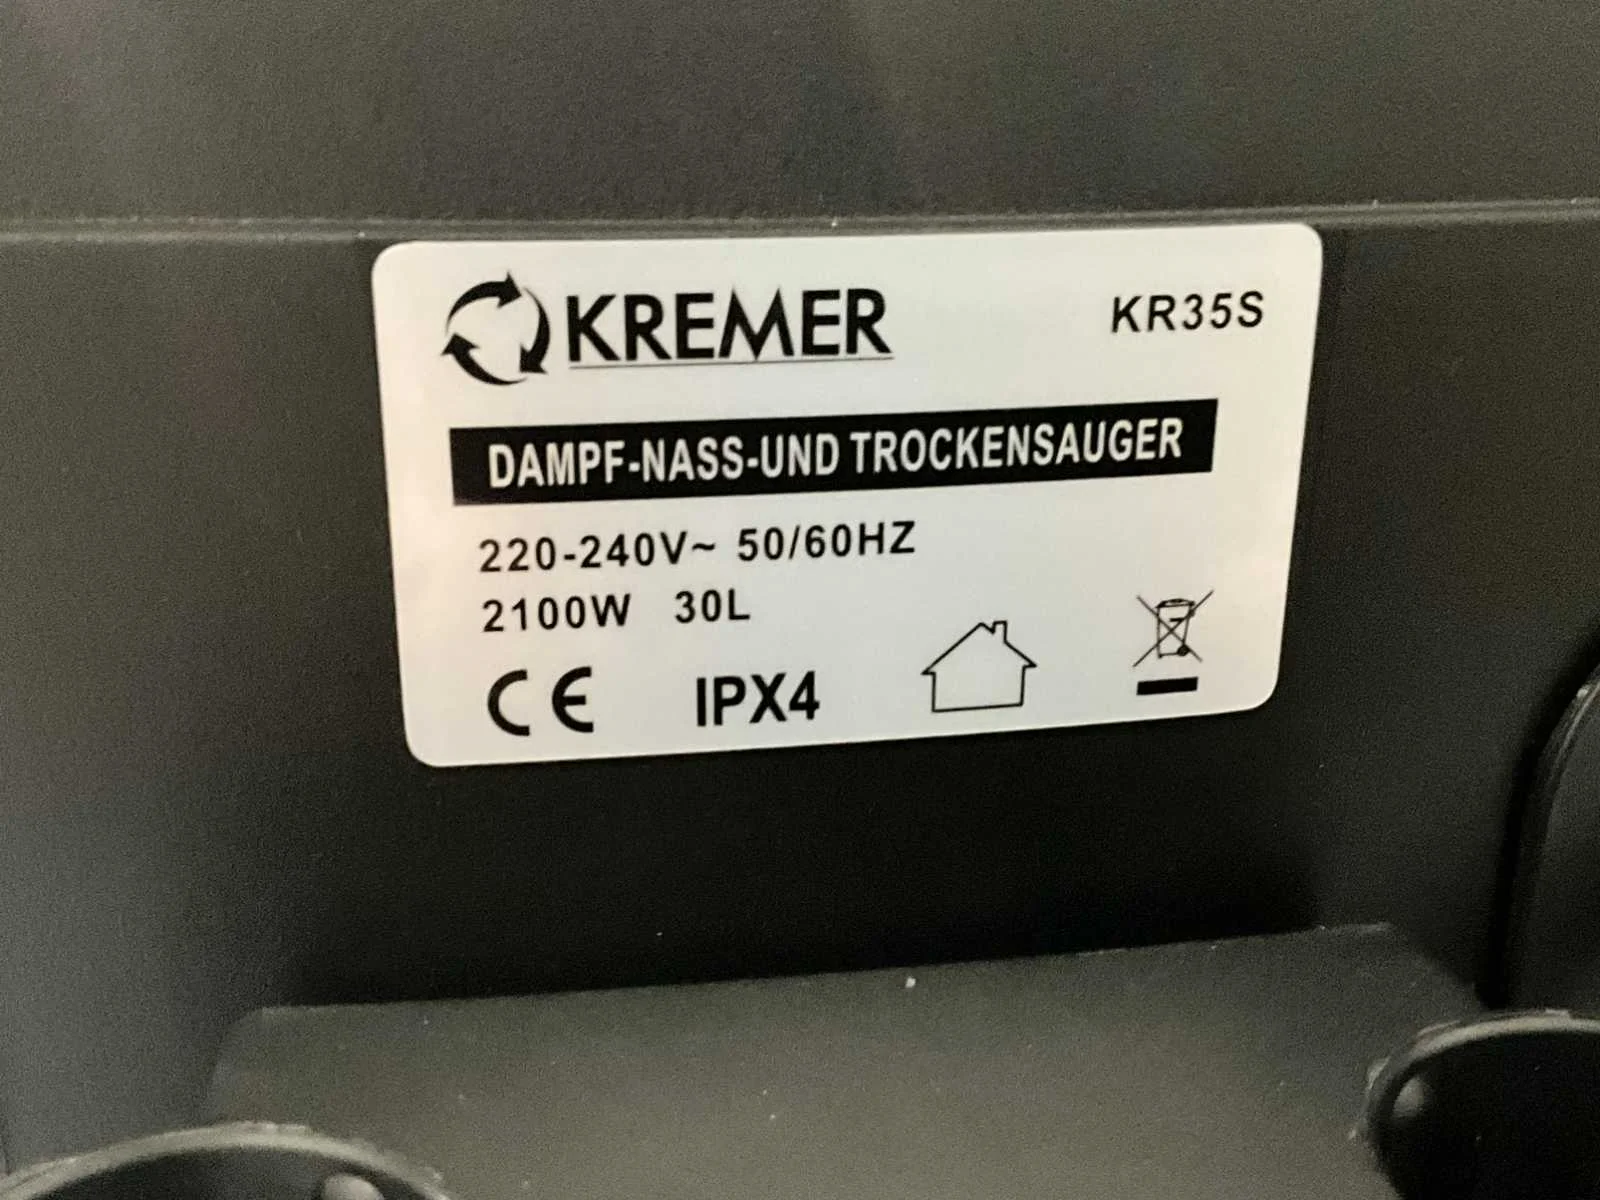 KREMER KR35S
DAMPF-NASS-UND TROCKENSAUGER
220-240V~ 50/60HZ
2100W 30L
CE IPX4